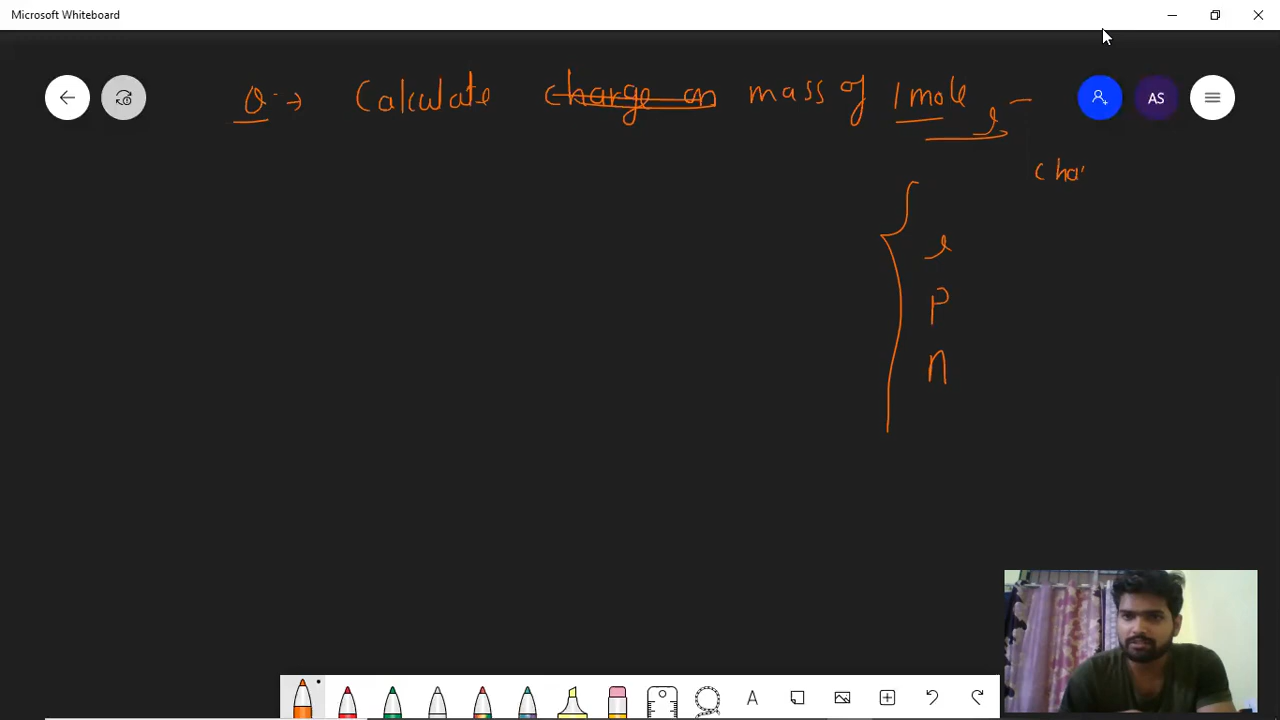 Microsoft Whiteboard
Q:→ Calculate charge on mass of 1 mole e⁻
AS
cha
e
P
n
A